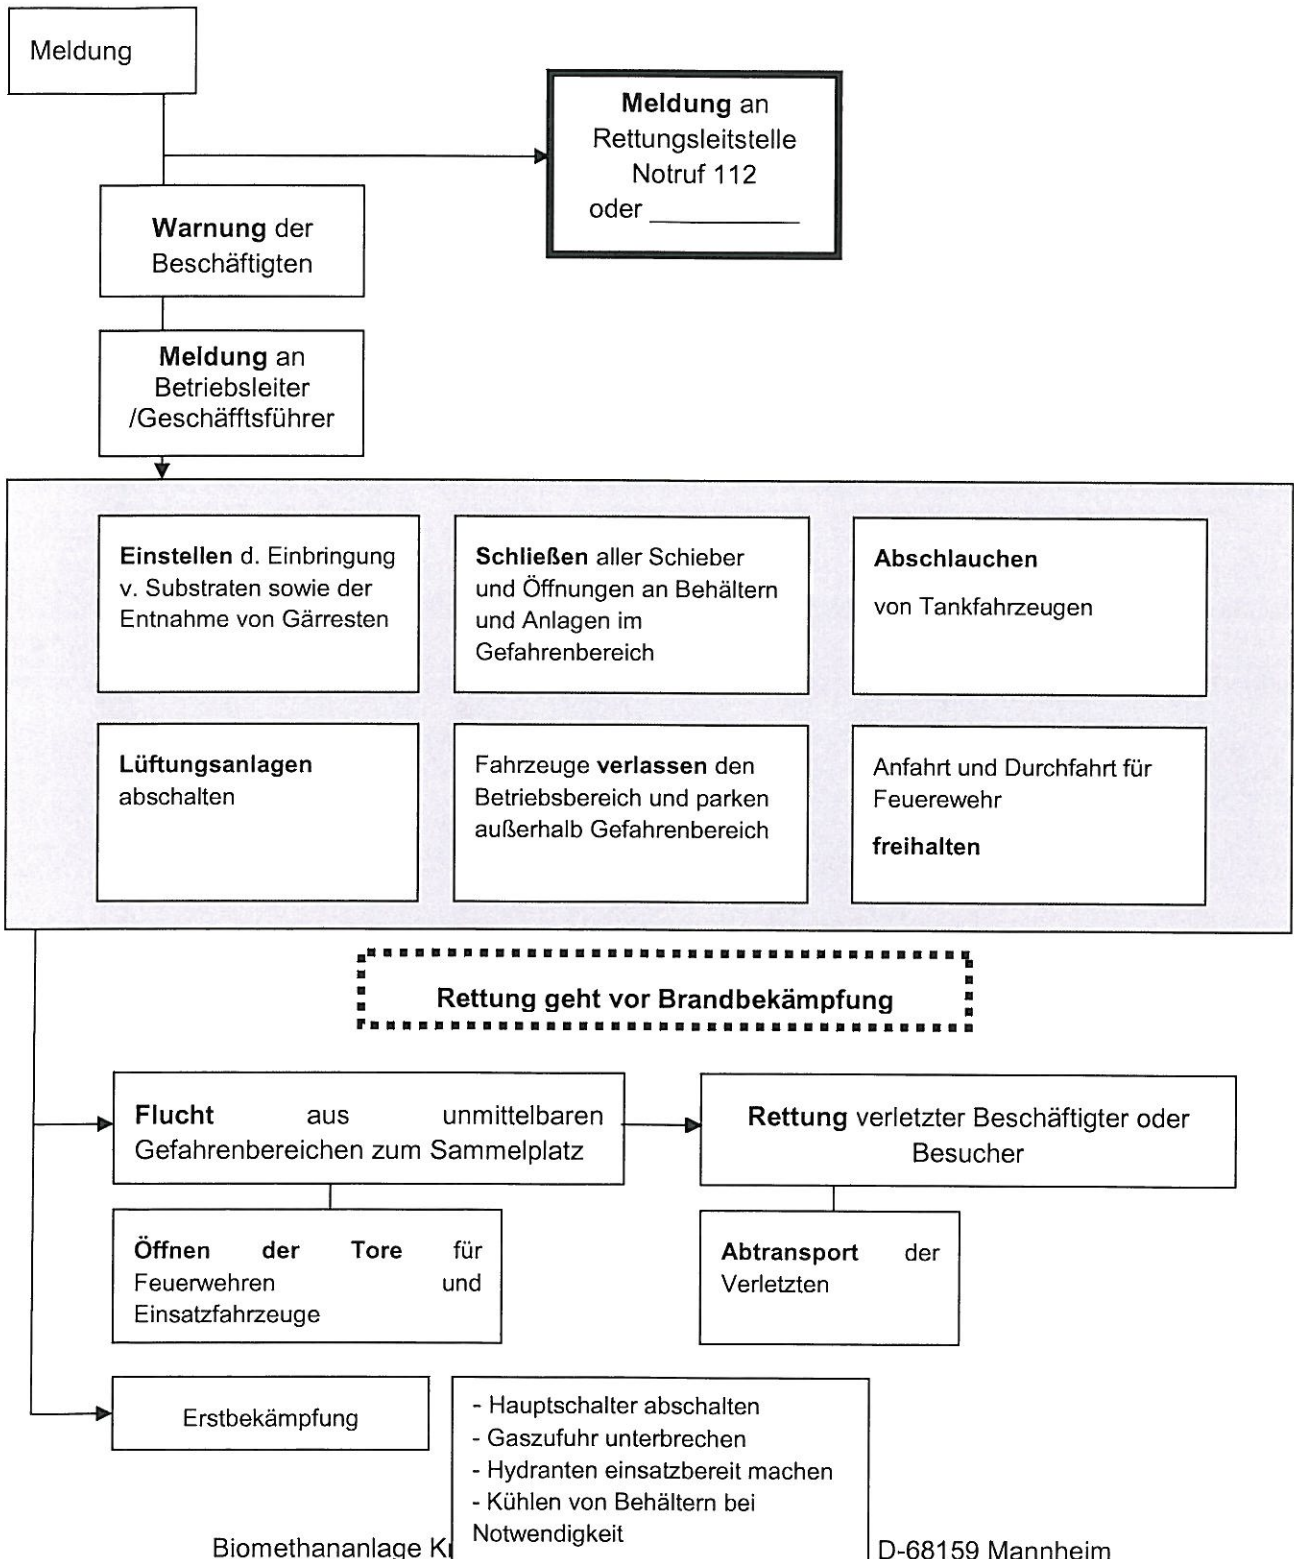 Meldung
Meldung an
Rettungsleitstelle
Notruf 112
oder ___________
Warnung der
Beschäftigten
Meldung an
Betriebsleiter
/Geschäfftsführer
Einstellen d. Einbringung
v. Substraten sowie der
Entnahme von Gärresten
Schließen aller Schieber
und Öffnungen an Behältern
und Anlagen im
Gefahrenbereich
Abschlauchen
von Tankfahrzeugen
Lüftungsanlagen
abschalten
Fahrzeuge verlassen den
Betriebsbereich und parken
außerhalb Gefahrenbereich
Anfahrt und Durchfahrt für
Feuerewehr
freihalten
Rettung geht vor Brandbekämpfung
Flucht aus unmittelbaren
Gefahrenbereichen zum Sammelplatz
Rettung verletzter Beschäftigter oder
Besucher
Öffnen der Tore für
Feuerwehren und
Einsatzfahrzeuge
Abtransport der
Verletzten
Erstbekämpfung
- Hauptschalter abschalten
- Gaszufuhr unterbrechen
- Hydranten einsatzbereit machen
- Kühlen von Behältern bei
Notwendigkeit
Biomethananlage D-68159 Mannheim